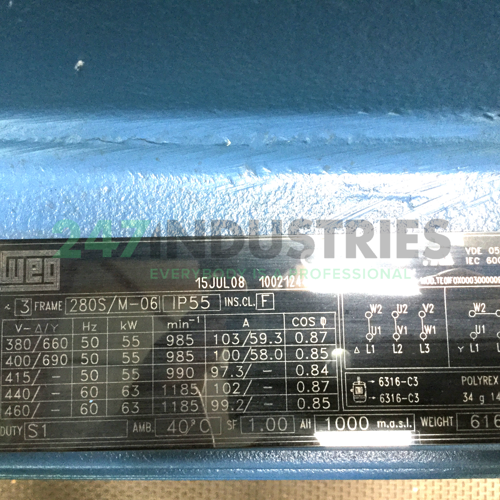 247INDUSTRIES
EVERYBODY IS
WEG
VDE 05
IEC 600
15JUL08 1002124
~ 3 FRAME 280S/M-06 IP55 INS.CL. F
V-Δ/Y Hz kW min⁻¹ A COS φ
380/660 50 55 985 103/59.3 0.87
400/690 50 55 985 100/58.0 0.85
415/- 50 55 990 97.3/- 0.84
440/- 60 63 1185 102/- 0.87
460/- 60 63 1185 99.2/- 0.85
W2 U2 V2 W2
U1 V1 W1 U1
Δ L1 L2 L3 Y L1
6316-C3 POLYREX
6316-C3 34 g 14
DUTY S1 AMB. 40°C SF 1.00 Alt 1000 m.a.s.l. WEIGHT 616